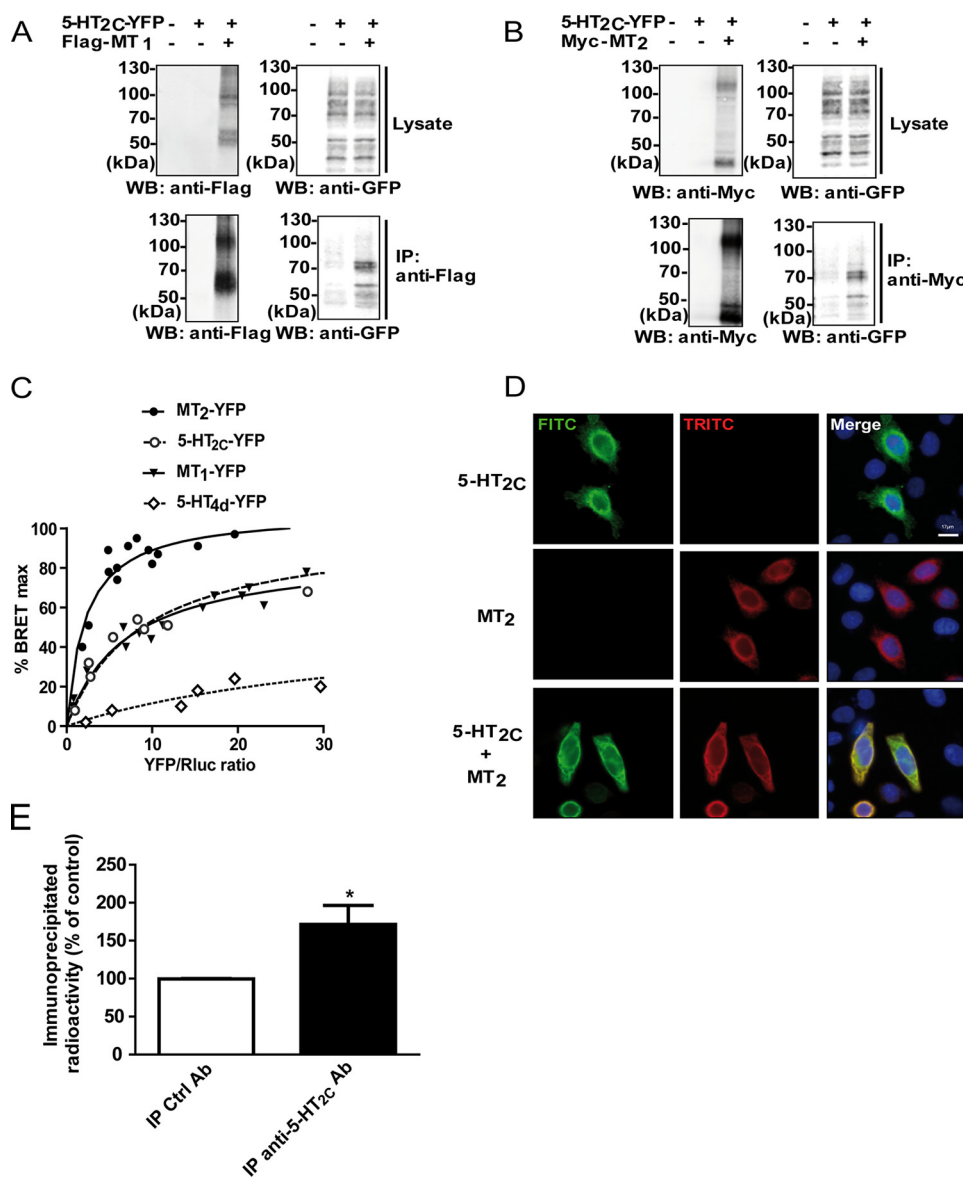 A
5-HT2C-YFP - + +
Flag-MT1 - - +
- + +
- - +
130
100
50
(kDa)
WB: anti-Flag
130
100
70
50
(kDa)
WB: anti-GFP
Lysate
130
100
70
50
(kDa)
WB: anti-Flag
130
100
70
50
(kDa)
WB: anti-GFP
IP:
anti-Flag
B
5-HT2C-YFP - + +
Myc-MT2 - - +
- + +
- - +
130
100
70
50
(kDa)
WB: anti-Myc
130
100
70
50
(kDa)
WB: anti-GFP
Lysate
130
100
70
50
(kDa)
WB: anti-Myc
130
100
70
50
(kDa)
WB: anti-GFP
IP:
anti-Myc
C
MT2-YFP
5-HT2C-YFP
MT1-YFP
5-HT4d-YFP
% BRET max
100
80
60
40
20
0
0 10 20 30
YFP/Rluc ratio
D
FITC
TRITC
Merge
5-HT2C
17µm
MT2
5-HT2C
+
MT2
E
Immunoprecipitated
radioactivity (% of control)
250
200
150
100
50
0
*
IP Ctrl Ab
IP anti-5-HT2C Ab